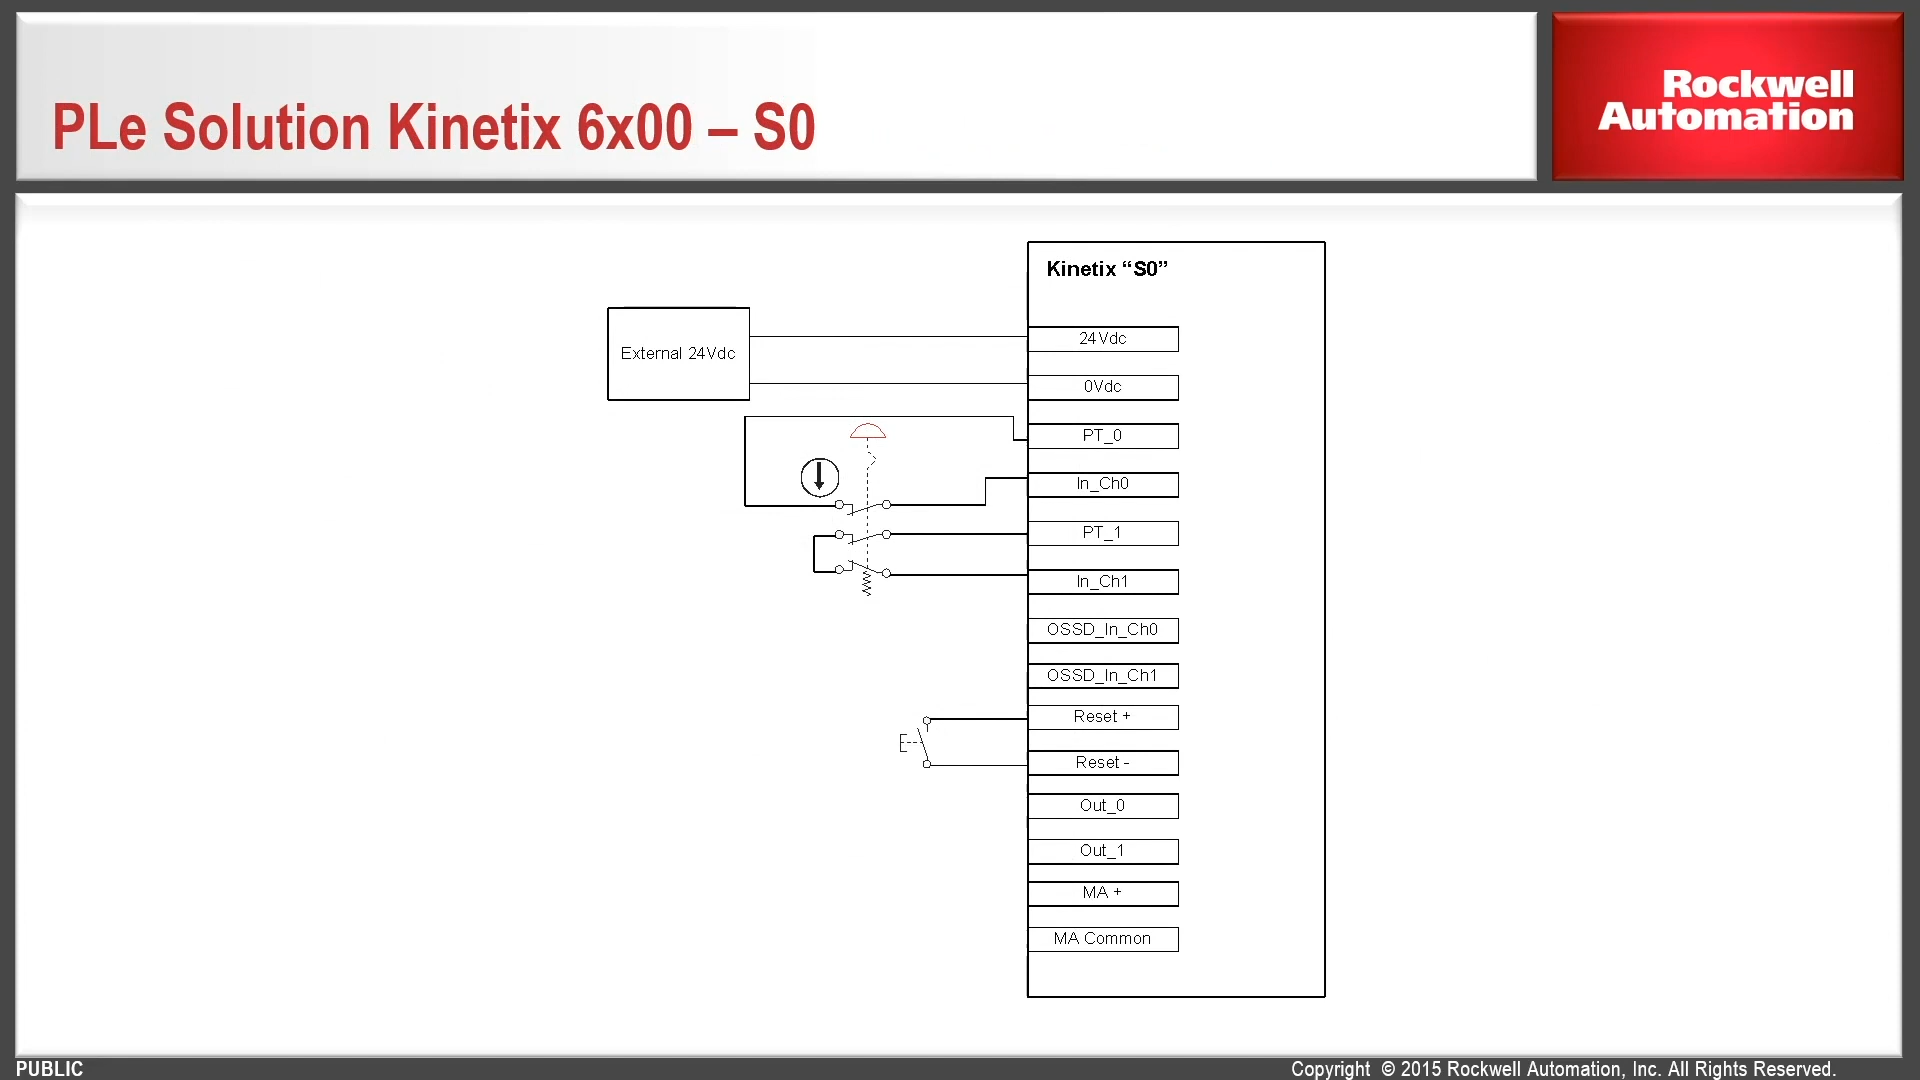 PLe Solution Kinetix 6x00 – S0
Rockwell
Automation
Kinetix “S0”
External 24Vdc
24Vdc
0Vdc
PT_0
In_Ch0
PT_1
In_Ch1
OSSD_In_Ch0
OSSD_In_Ch1
Reset +
Reset -
Out_0
Out_1
MA +
MA Common
PUBLIC
Copyright © 2015 Rockwell Automation, Inc. All Rights Reserved.